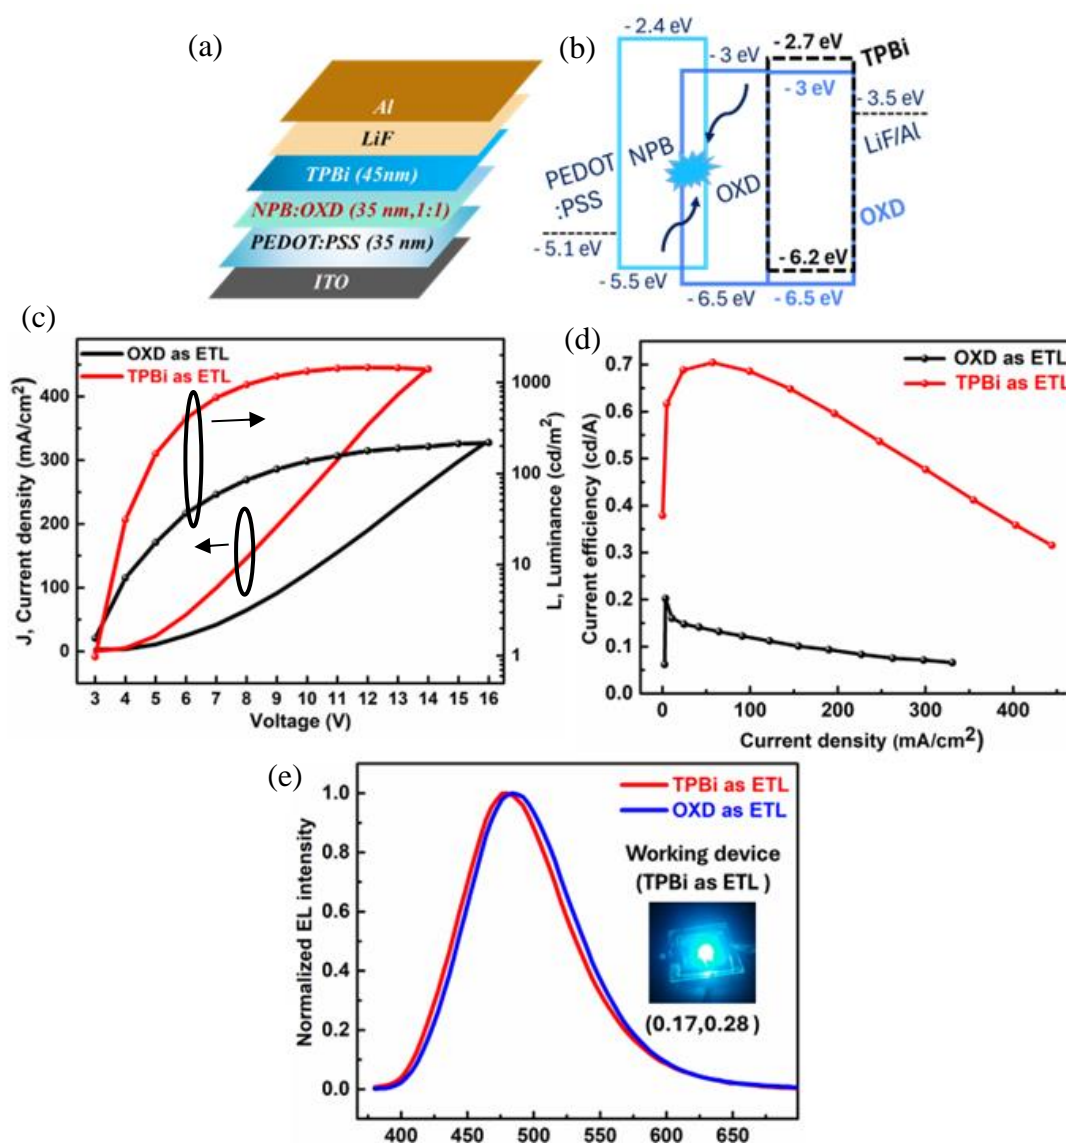 (a)
Al
LiF
TPBi (45nm)
NPB:OXD (35 nm,1:1)
PEDOT:PSS (35 nm)
ITO
(b)
- 2.4 eV
- 3 eV
- 2.7 eV
TPBi
- 3 eV
- 3.5 eV
LiF/Al
PEDOT
:PSS
NPB
OXD
OXD
- 5.1 eV
- 5.5 eV
- 6.5 eV
- 6.2 eV
- 6.5 eV
(c)
OXD as ETL
TPBi as ETL
J, Current density (mA/cm²)
400
300
200
100
0
L, Luminance (cd/m²)
1000
100
10
1
3 4 5 6 7 8 9 10 11 12 13 14 15 16
Voltage (V)
(d)
OXD as ETL
TPBi as ETL
Current efficiency (cd/A)
0.7
0.6
0.5
0.4
0.3
0.2
0.1
0.0
0 100 200 300 400
Current density (mA/cm²)
(e)
TPBi as ETL
OXD as ETL
Working device
(TPBi as ETL )
(0.17,0.28 )
Normalized EL intensity
1.0
0.8
0.6
0.4
0.2
0.0
400 450 500 550 600 650